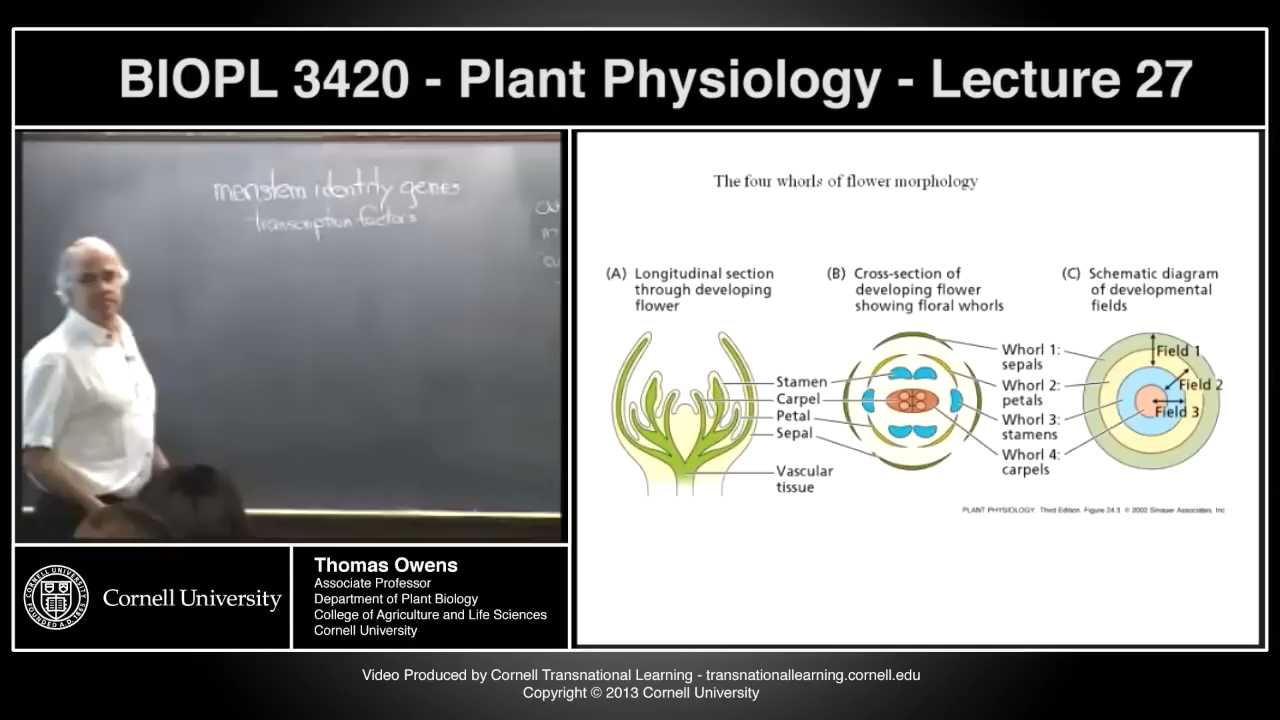 BIOPL 3420 - Plant Physiology - Lecture 27
meristem identity genes
transcription factors
The four whorls of flower morphology
(A) Longitudinal section
through developing
flower
(B) Cross-section of
developing flower
showing floral whorls
(C) Schematic diagram
of developmental
fields
Stamen
Carpel
Petal
Sepal
Vascular
tissue
Whorl 1:
sepals
Whorl 2:
petals
Whorl 3:
stamens
Whorl 4:
carpels
Field 1
Field 2
Field 3
PLANT PHYSIOLOGY Third Edition. Figure 24.3 © 2002 Sinauer Associates, Inc
Cornell University
Thomas Owens
Associate Professor
Department of Plant Biology
College of Agriculture and Life Sciences
Cornell University
Video Produced by Cornell Transnational Learning - transnationallearning.cornell.edu
Copyright © 2013 Cornell University